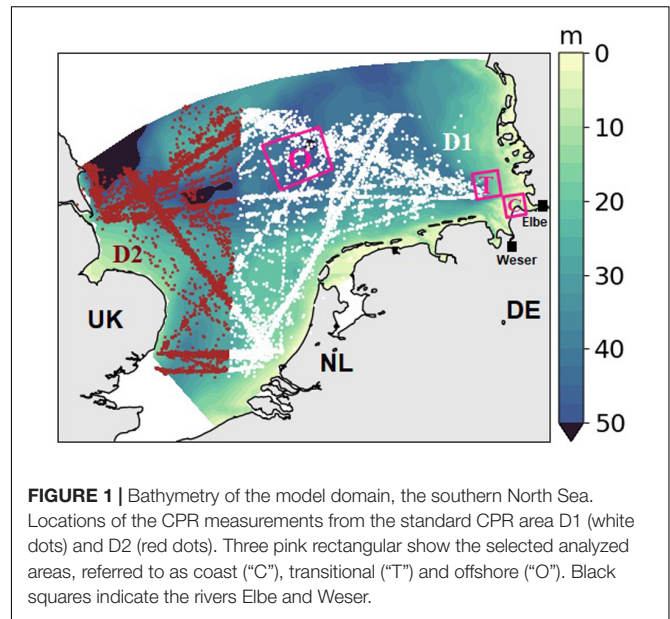 m
0
10
20
30
40
50
D1
D2
O
T
C
Elbe
Weser
UK
NL
DE
FIGURE 1 | Bathymetry of the model domain, the southern North Sea.
Locations of the CPR measurements from the standard CPR area D1 (white
dots) and D2 (red dots). Three pink rectangular show the selected analyzed
areas, referred to as coast (“C”), transitional (“T”) and offshore (“O”). Black
squares indicate the rivers Elbe and Weser.